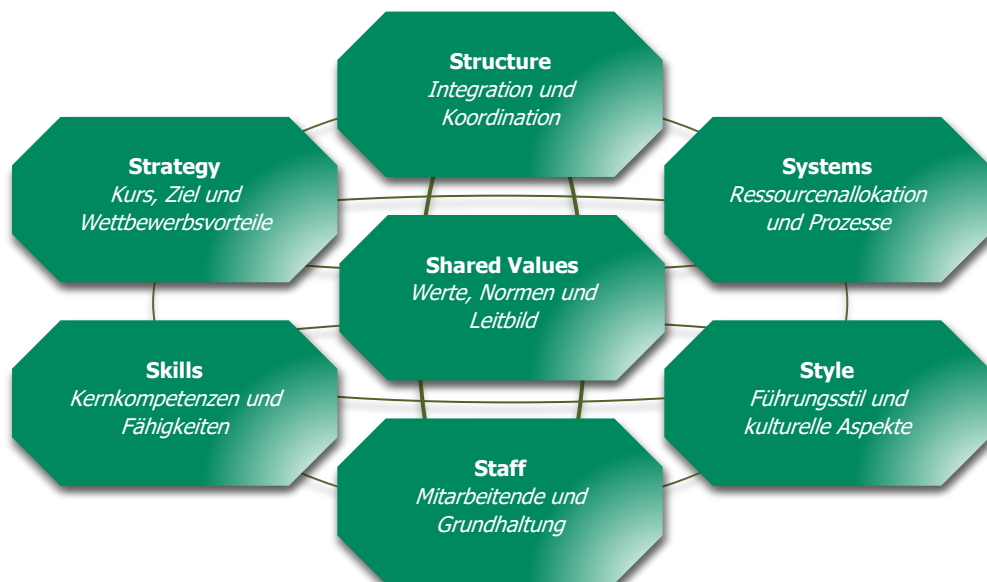 Structure
Integration und
Koordination
Strategy
Kurs, Ziel und
Wettbewerbsvorteile
Systems
Ressourcenallokation
und Prozesse
Shared Values
Werte, Normen und
Leitbild
Skills
Kernkompetenzen und
Fähigkeiten
Style
Führungsstil und
kulturelle Aspekte
Staff
Mitarbeitende und
Grundhaltung